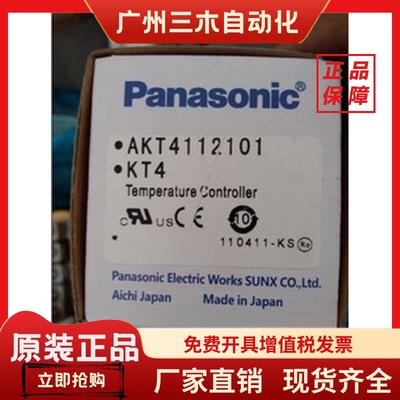 广州三木自动化
正品
保障
Panasonic
•AKT4112101
•KT4
Temperature Controller
c UL US CE 10
110411-KS Ro
Panasonic Electric Works SUNX CO.,Ltd.
Aichi Japan Made in Japan
原装正品
立即抢购
免费开具增值税发票
厂家直销 现货齐全